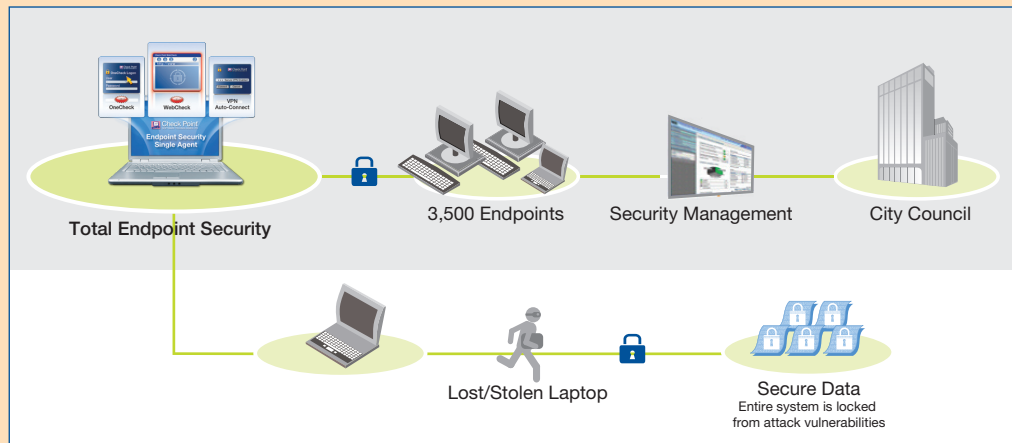 OneCheck
WebCheck
VPN
Auto-Connect
Check Point
Endpoint Security
Single Agent
Total Endpoint Security
3,500 Endpoints
Security Management
City Council
Lost/Stolen Laptop
Secure Data
Entire system is locked
from attack vulnerabilities